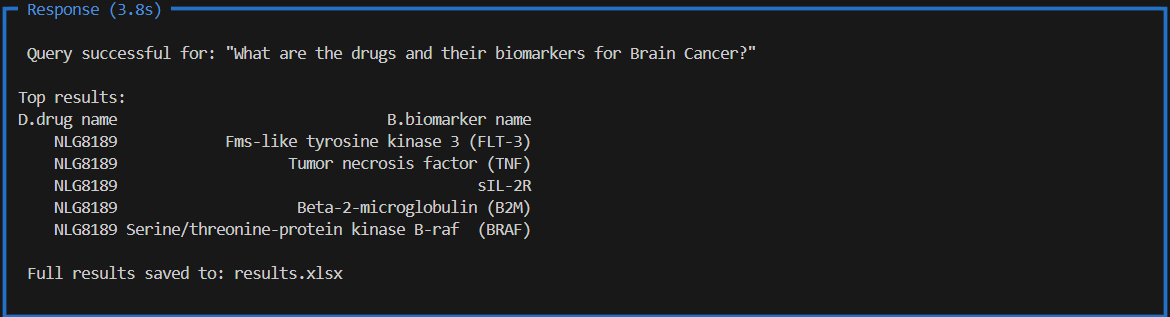 Response (3.8s)
Query successful for: "What are the drugs and their biomarkers for Brain Cancer?"
Top results:
D.drug name B.biomarker name
NLG8189 Fms-like tyrosine kinase 3 (FLT-3)
NLG8189 Tumor necrosis factor (TNF)
NLG8189 sIL-2R
NLG8189 Beta-2-microglobulin (B2M)
NLG8189 Serine/threonine-protein kinase B-raf (BRAF)
Full results saved to: results.xlsx